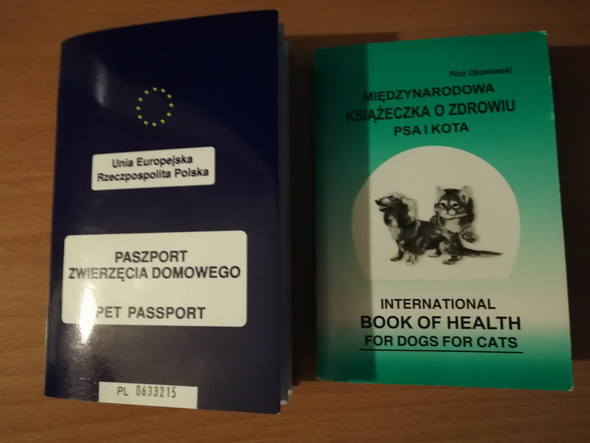 Unia Europejska
Rzeczpospolita Polska
PASZPORT
ZWIERZĘCIA DOMOWEGO
PET PASSPORT
PL 0633215
Piotr Okoniewski
MIĘDZYNARODOWA
KSIĄŻECZKA O ZDROWIU
PSA I KOTA
INTERNATIONAL
BOOK OF HEALTH
FOR DOGS FOR CATS